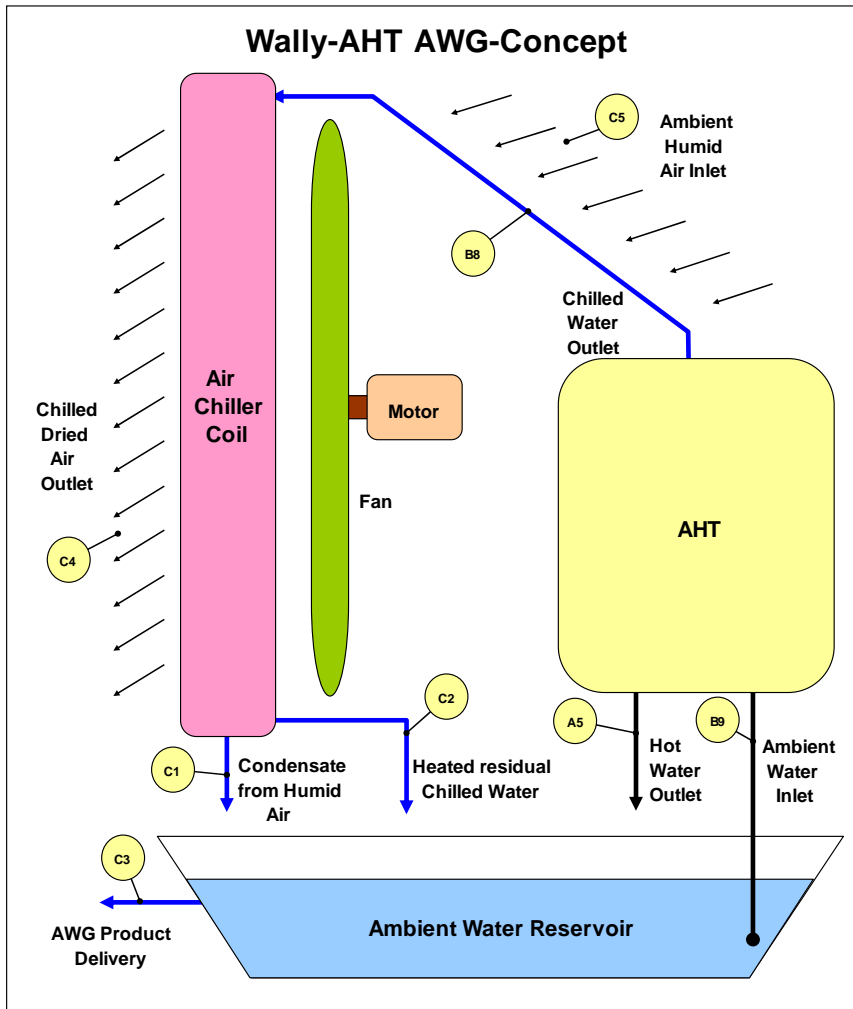 Wally-AHT AWG-Concept
C5
Ambient
Humid
Air Inlet
B8
Chilled
Water
Outlet
Air
Chiller
Coil
Motor
Chilled
Dried
Air
Outlet
Fan
C4
AHT
C2
A5
B9
C1
Condensate
from Humid
Air
Heated residual
Chilled Water
Hot
Water
Outlet
Ambient
Water
Inlet
C3
AWG Product
Delivery
Ambient Water Reservoir